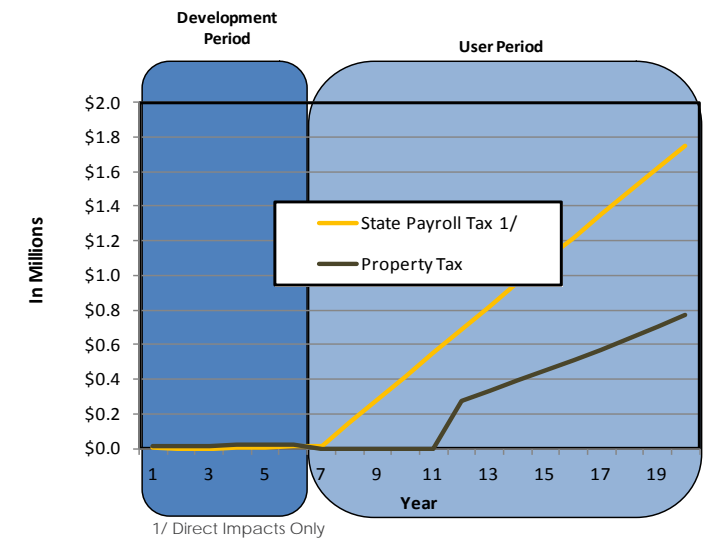 Development
Period
User Period
In Millions
$2.0
$1.8
$1.6
$1.4
$1.2
$1.0
$0.8
$0.6
$0.4
$0.2
$0.0
State Payroll Tax 1/
Property Tax
1 3 5 7 9 11 13 15 17 19
Year
1/ Direct Impacts Only